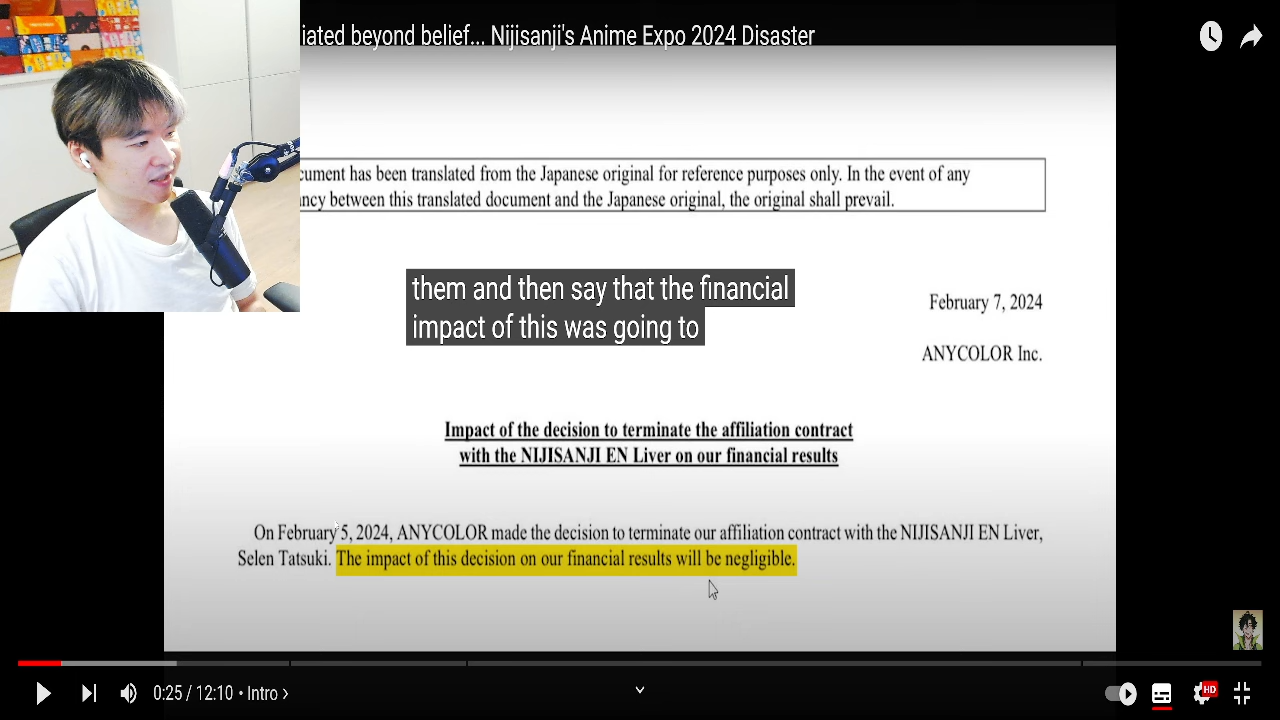 iated beyond belief... Nijisanji's Anime Expo 2024 Disaster
cument has been translated from the Japanese original for reference purposes only. In the event of any
ncy between this translated document and the Japanese original, the original shall prevail.
them and then say that the financial
impact of this was going to
February 7, 2024
ANYCOLOR Inc.
Impact of the decision to terminate the affiliation contract
with the NIJISANJI EN Liver on our financial results
On February 5, 2024, ANYCOLOR made the decision to terminate our affiliation contract with the NIJISANJI EN Liver,
Selen Tatsuki. The impact of this decision on our financial results will be negligible.
0:25 / 12:10 • Intro ›
HD